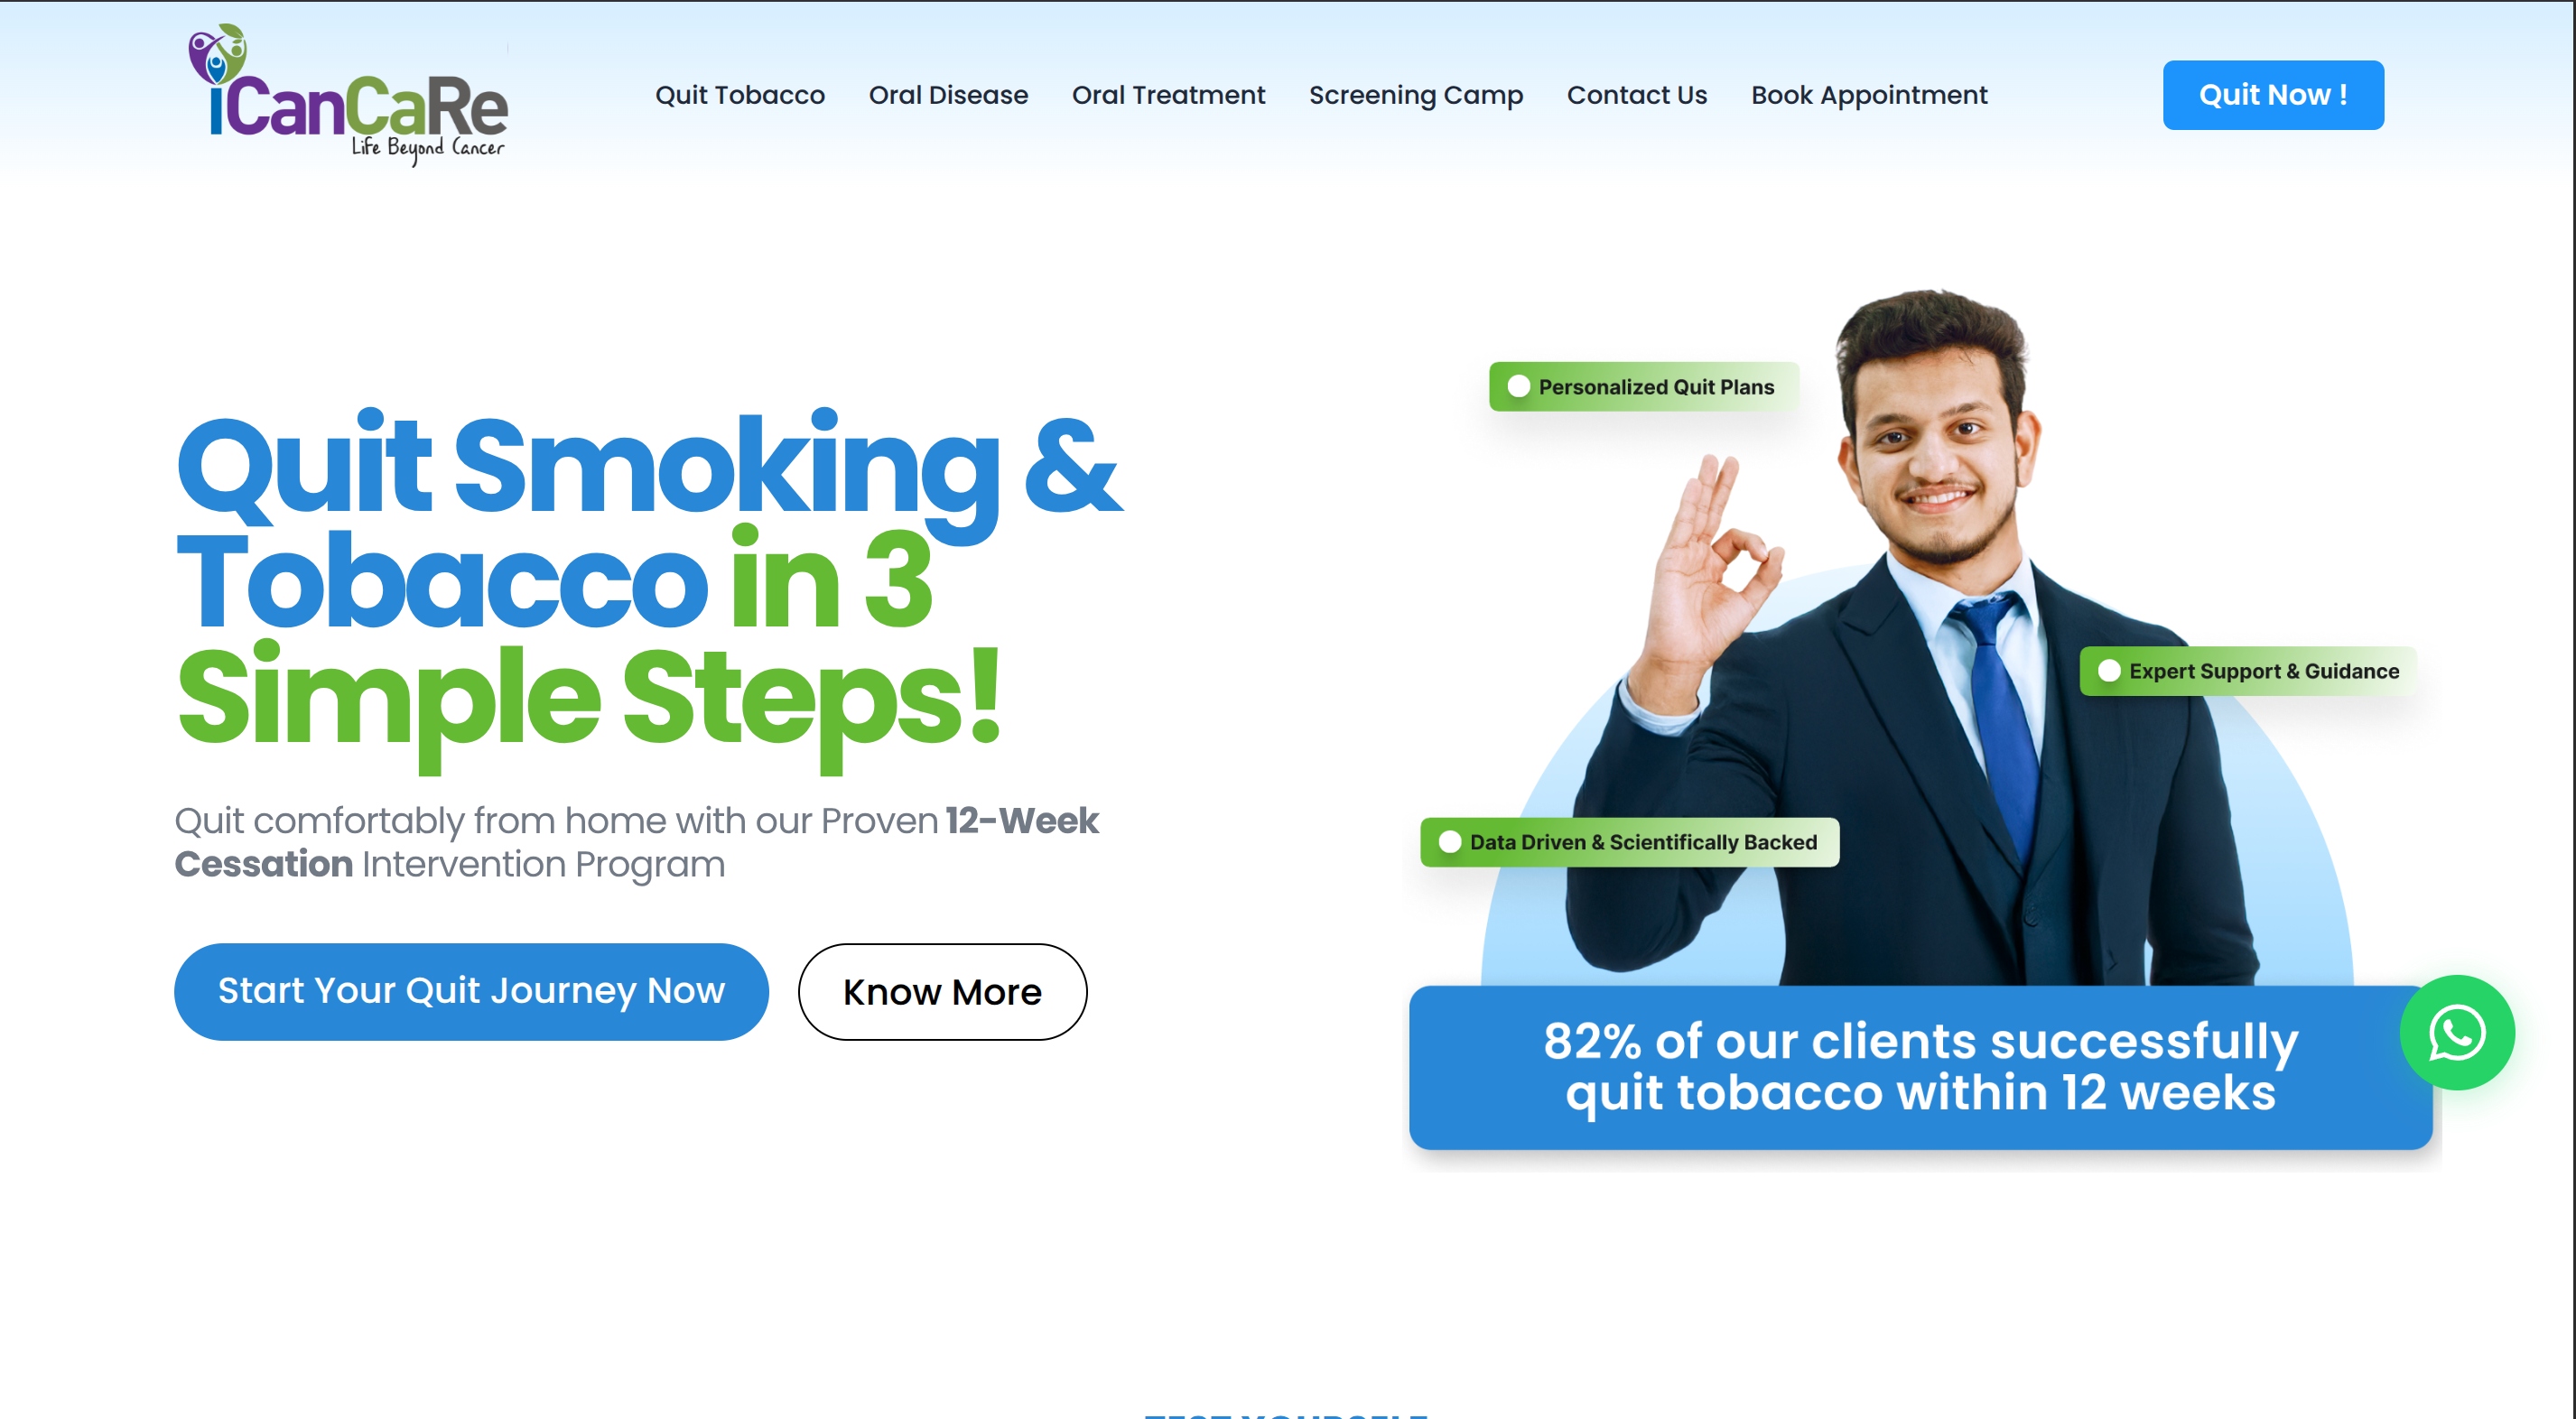 iCanCaRe
Life Beyond Cancer
Quit Tobacco
Oral Disease
Oral Treatment
Screening Camp
Contact Us
Book Appointment
Quit Now !
Quit Smoking &
Tobacco in 3
Simple Steps!
Quit comfortably from home with our Proven 12-Week
Cessation Intervention Program
Start Your Quit Journey Now
Know More
Personalized Quit Plans
Expert Support & Guidance
Data Driven & Scientifically Backed
82% of our clients successfully
quit tobacco within 12 weeks